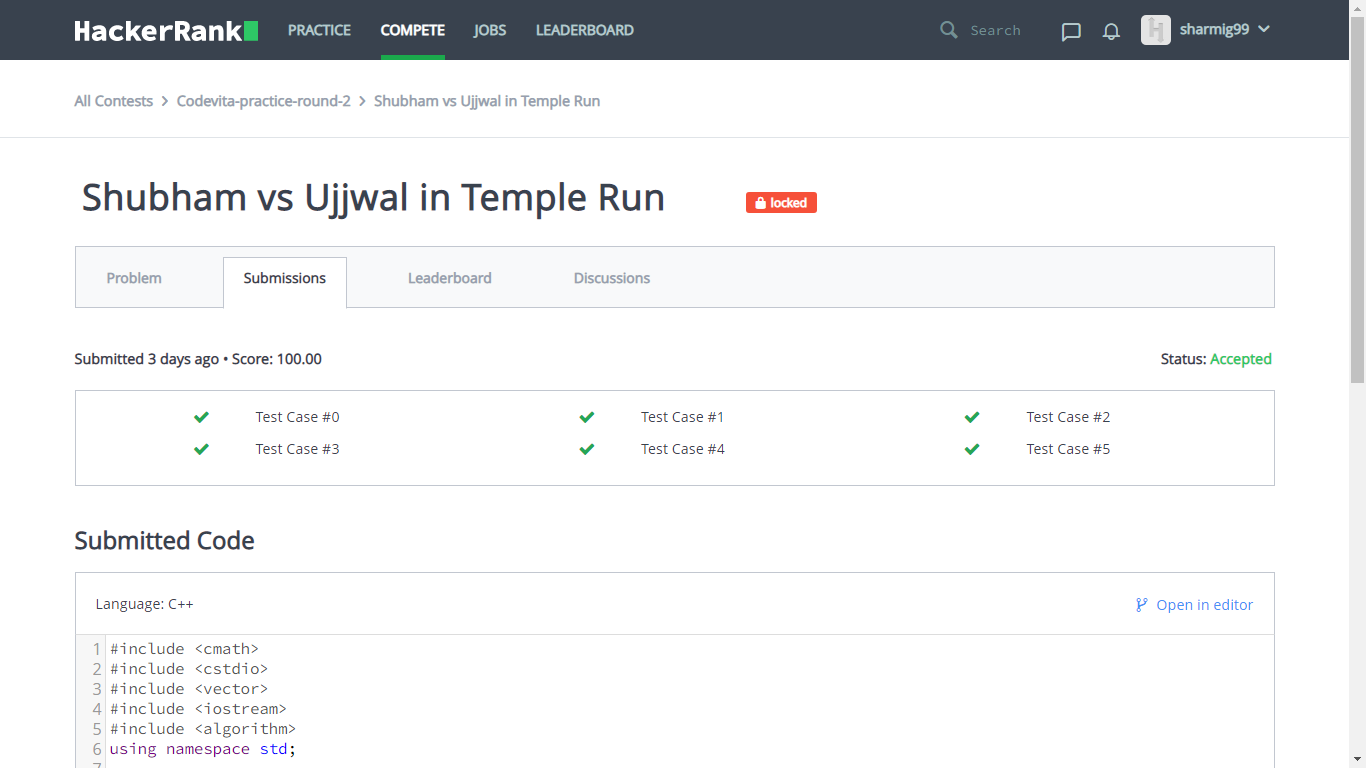 HackerRank PRACTICE COMPETE JOBS LEADERBOARD Search sharmig99
All Contests > Codevita-practice-round-2 > Shubham vs Ujjwal in Temple Run
Shubham vs Ujjwal in Temple Run locked
Problem Submissions Leaderboard Discussions
Submitted 3 days ago • Score: 100.00 Status: Accepted
Test Case #0 Test Case #1 Test Case #2
Test Case #3 Test Case #4 Test Case #5
Submitted Code
Language: C++ Open in editor
1 #include <cmath>
2 #include <cstdio>
3 #include <vector>
4 #include <iostream>
5 #include <algorithm>
6 using namespace std;
7